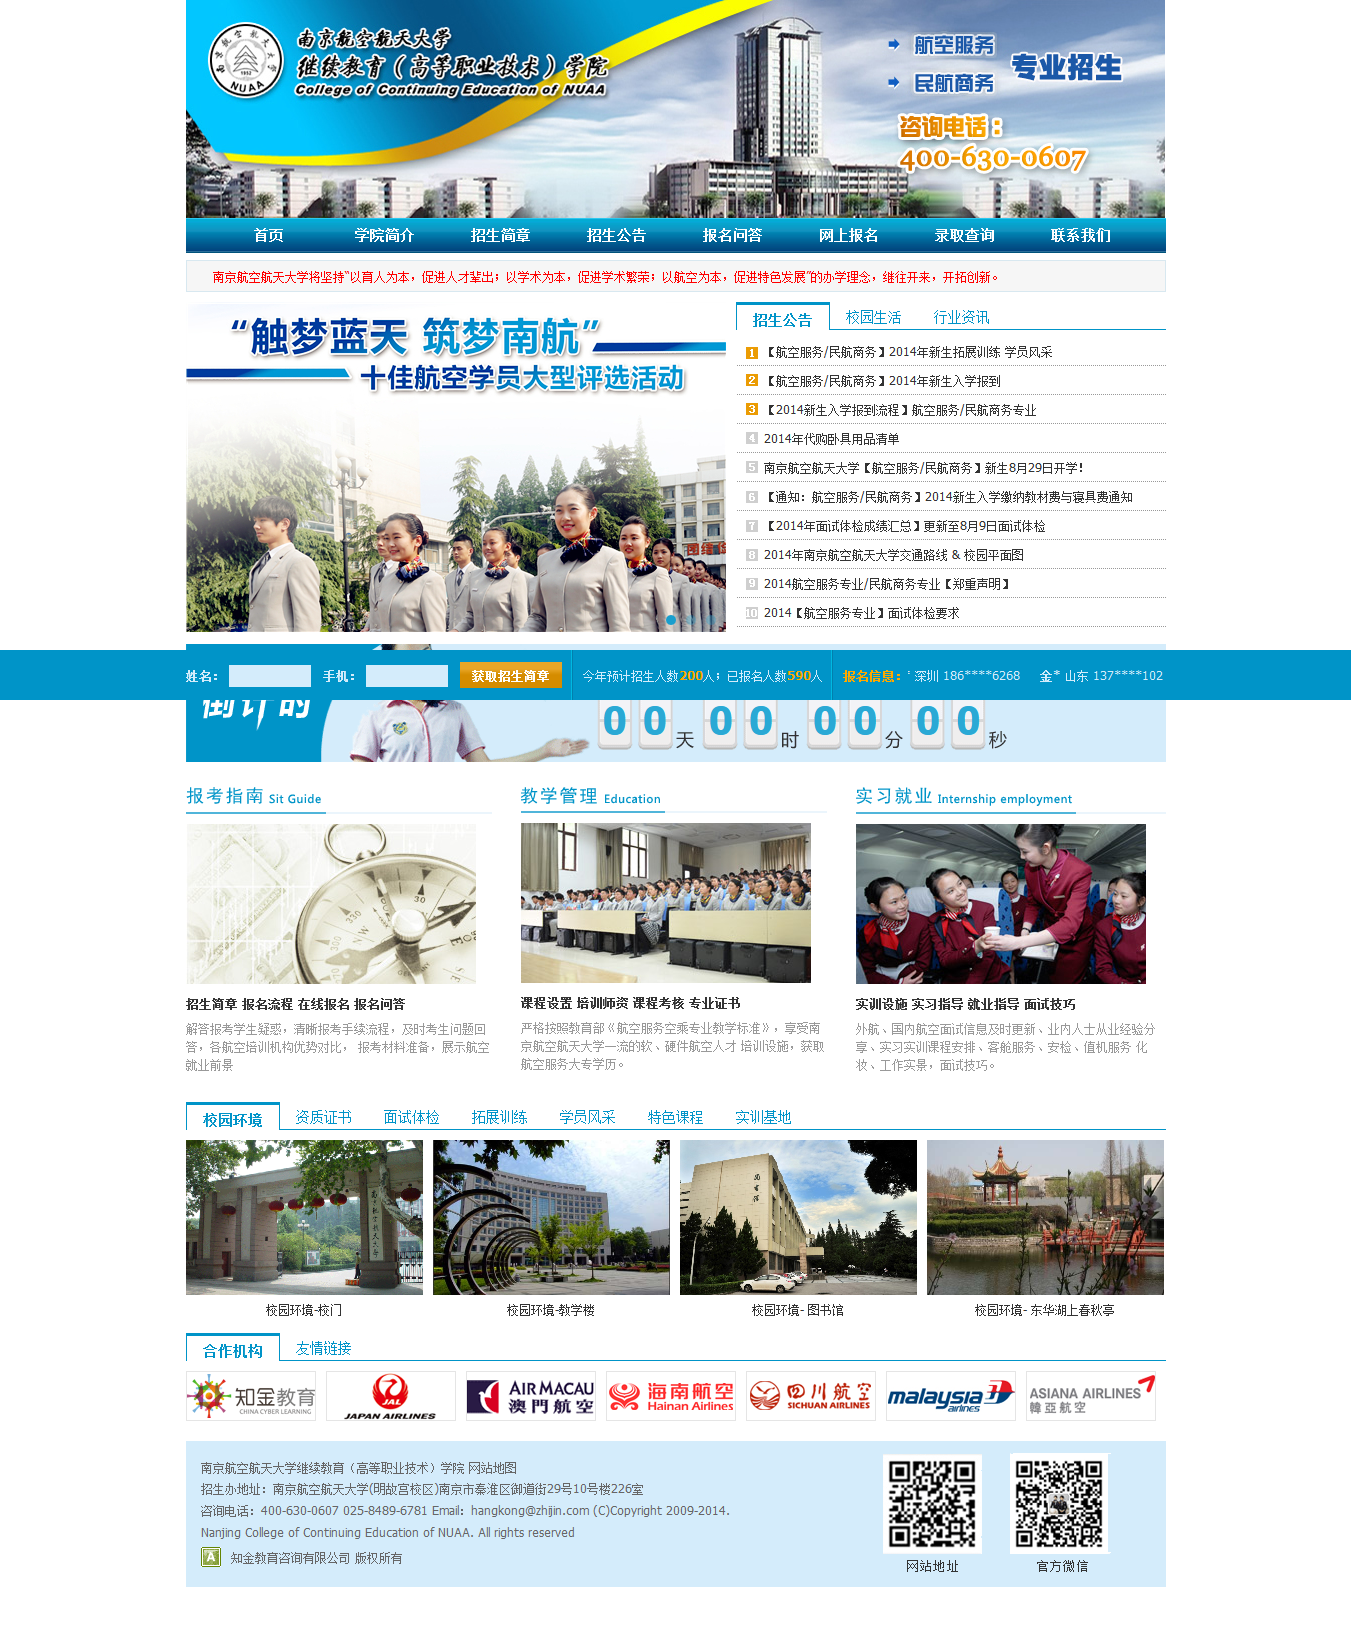 南京航空航天大学
继续教育（高等职业技术）学院
College of Continuing Education of NUAA
NUAA
航空服务
民航商务
专业招生
咨询电话：
400-630-0607
首页 学院简介 招生简章 招生公告 报名问答 网上报名 录取查询 联系我们
南京航空航天大学将坚持“以育人为本，促进人才辈出；以学术为本，促进学术繁荣；以航空为本，促进特色发展”的办学理念，继往开来，开拓创新。
“触梦蓝天 筑梦南航”
十佳航空学员大型评选活动
招生公告 校园生活 行业资讯
1 【航空服务/民航商务】2014年新生拓展训练 学员风采
2 【航空服务/民航商务】2014年新生入学报到
3 【2014新生入学报到流程】航空服务/民航商务专业
4 2014年代购卧具用品清单
5 南京航空航天大学【航空服务/民航商务】新生8月29日开学！
6 【通知：航空服务/民航商务】2014新生入学缴纳教材费与寝具费通知
7 【2014年面试体检成绩汇总】更新至8月9日面试体检
8 2014年南京航空航天大学交通路线 & 校园平面图
9 2014航空服务专业/民航商务专业【郑重声明】
10 2014【航空服务专业】面试体检要求
姓名： 手机： 获取招生简章 今年预计招生人数200人；已报名人数590人 报名信息： 深圳 186****6268 金* 山东 137****102
倒计时
00天00时00分00秒
报考指南 Sit Guide
教学管理 Education
实习就业 Internship employment
招生简章 报名流程 在线报名 报名问答
解答报考学生疑惑，清晰报考手续流程，及时考生问题回
答，各航空培训机构优势对比， 报考材料准备，展示航空
就业前景
课程设置 培训师资 课程考核 专业证书
严格按照教育部《航空服务空乘专业教学标准》，享受南
京航空航天大学一流的软、硬件航空人才 培训设施，获取
航空服务大专学历。
实训设施 实习指导 就业指导 面试技巧
外航、国内航空面试信息及时更新、业内人士从业经验分
享、实习实训课程安排、客舱服务、安检、值机服务 化
妆、工作实景，面试技巧。
校园环境 资质证书 面试体检 拓展训练 学员风采 特色课程 实训基地
校园环境-校门
校园环境-教学楼
校园环境- 图书馆
校园环境- 东华湖上春秋亭
合作机构 友情链接
知金教育
CHINA CYBER LEARNING
JAL
JAPAN AIRLINES
AIR MACAU
澳門航空
海南航空
Hainan Airlines
四川航空
SICHUAN AIRLINES
malaysia
airlines
ASIANA AIRLINES
韓亞航空
南京航空航天大学继续教育（高等职业技术）学院 网站地图
招生办地址：南京航空航天大学(明故宫校区)南京市秦淮区御道街29号10号楼226室
咨询电话：400-630-0607 025-8489-6781 Email：hangkong@zhijin.com (C)Copyright 2009-2014.
Nanjing College of Continuing Education of NUAA. All rights reserved
知金教育咨询有限公司 版权所有
网站地址
官方微信